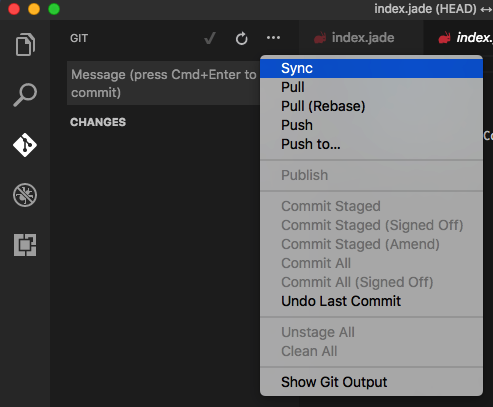 index.jade (HEAD) ↔
GIT
index.jade
index.
Message (press Cmd+Enter to
commit)
CHANGES
Sync
Pull
Pull (Rebase)
Push
Push to...
Publish
Commit Staged
Commit Staged (Signed Off)
Commit Staged (Amend)
Commit All
Commit All (Signed Off)
Undo Last Commit
Unstage All
Clean All
Show Git Output